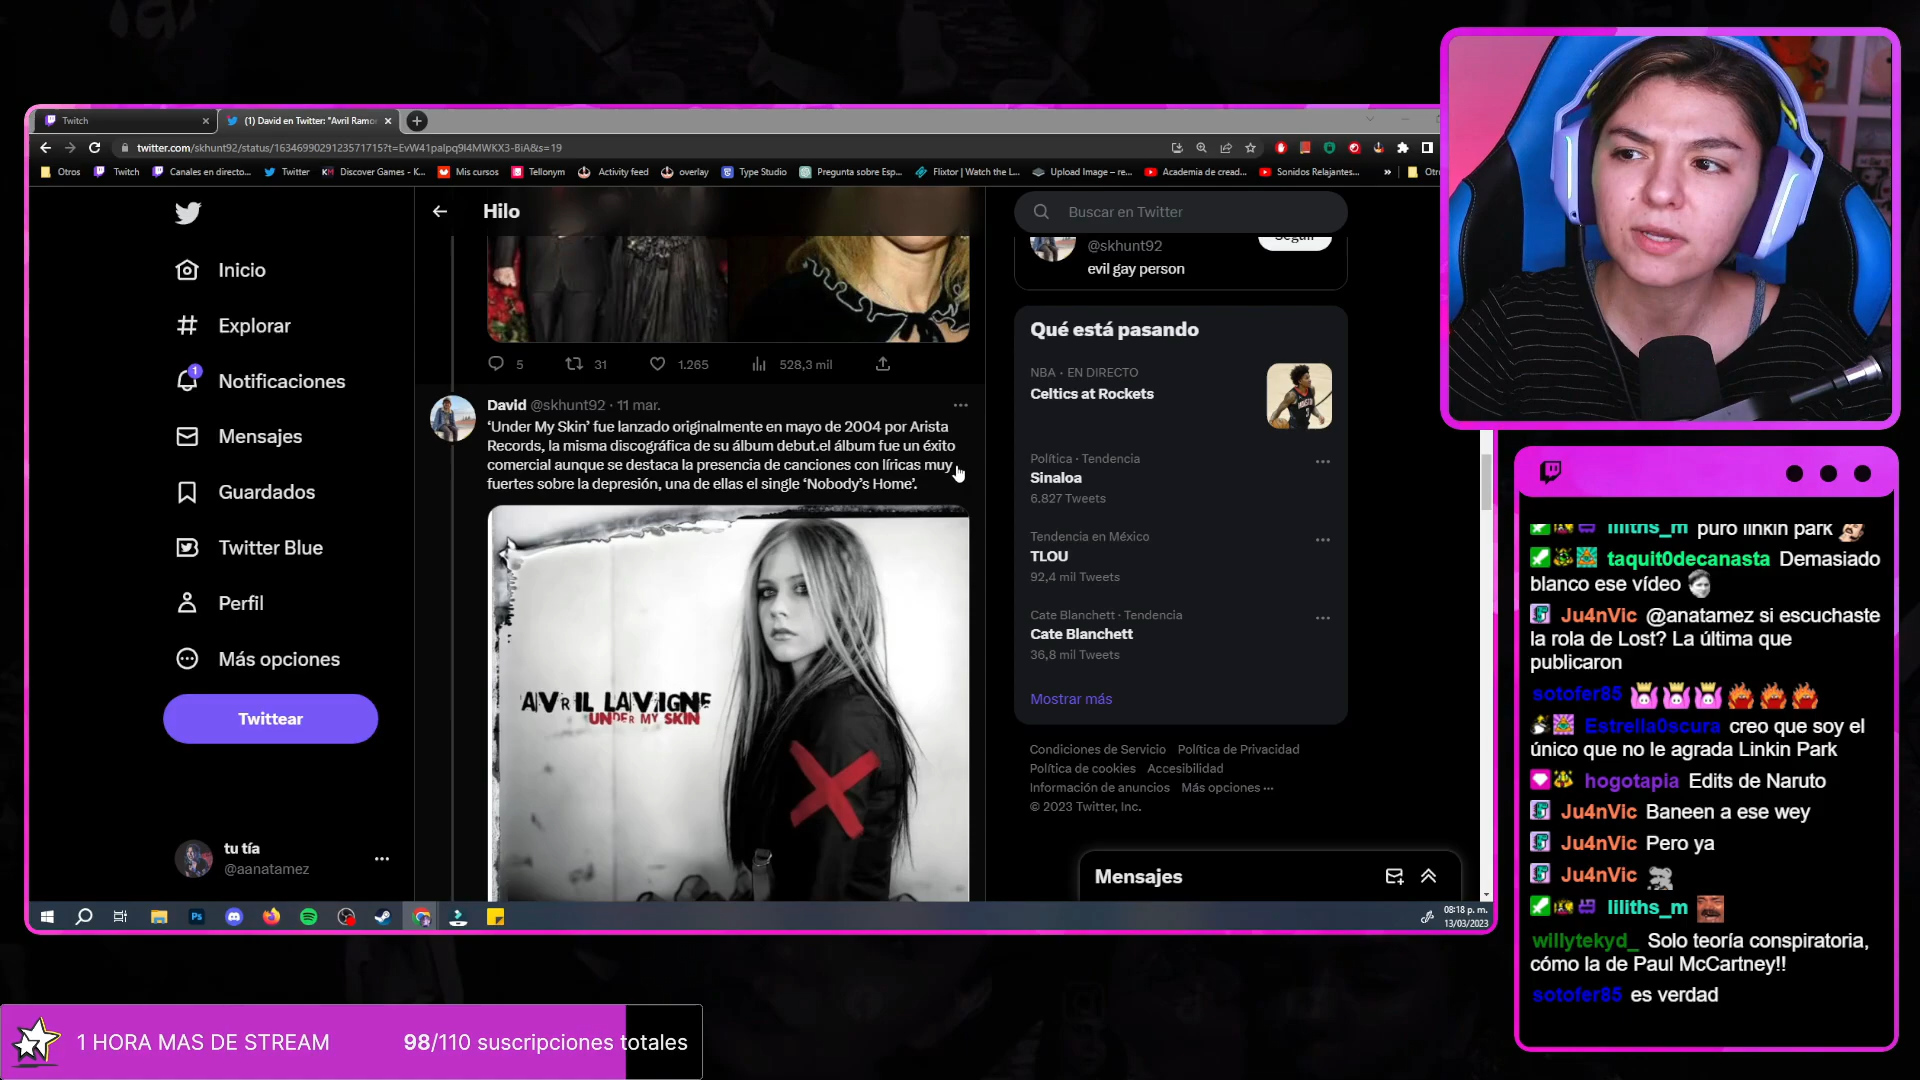 Twitch
(1) David en Twitter: "Avril Ramo
twitter.com/skhunt92/status/1634699029123571715?t=EvW41palpq9l4MWKX3-BiA&s=19
Otros
Twitch
Canales en directo...
Twitter
Discover Games - K...
Mis cursos
Tellonym
Activity feed
overlay
Type Studio
Pregunta sobre Esp...
Flixtor | Watch the L...
Upload Image – re...
Academia de cread...
Sonidos Relajantes...
»
Otro
Hilo
Buscar en Twitter
Inicio
Explorar
1
Notificaciones
Mensajes
Guardados
Twitter Blue
Perfil
Más opciones
Twittear
tu tía
@aanatamez
5
31
1.265
528,3 mil
David @skhunt92 · 11 mar.
‘Under My Skin’ fue lanzado originalmente en mayo de 2004 por Arista
Records, la misma discográfica de su álbum debut.el álbum fue un éxito
comercial aunque se destaca la presencia de canciones con líricas muy
fuertes sobre la depresión, una de ellas el single ‘Nobody’s Home’.
AVRIL LAVIGNE
UNDER MY SKIN
@skhunt92
Seguir
evil gay person
Qué está pasando
NBA · EN DIRECTO
Celtics at Rockets
Política · Tendencia
Sinaloa
6.827 Tweets
Tendencia en México
TLOU
92,4 mil Tweets
Cate Blanchett · Tendencia
Cate Blanchett
36,8 mil Tweets
Mostrar más
Condiciones de Servicio Política de Privacidad
Política de cookies Accesibilidad
Información de anuncios Más opciones ···
© 2023 Twitter, Inc.
Mensajes
Ps
08:18 p. m.
13/03/2023
liliths_m puro linkin park
taquit0decanasta Demasiado
blanco ese vídeo
Ju4nVic @anatamez si escuchaste
la rola de Lost? La última que
publicaron
sotofer85
Estrella0scura creo que soy el
único que no le agrada Linkin Park
hogotapia Edits de Naruto
Ju4nVic Baneen a ese wey
Ju4nVic Pero ya
Ju4nVic
liliths_m
willytekyd_ Solo teoría conspiratoria,
cómo la de Paul McCartney!!
sotofer85 es verdad
1 HORA MAS DE STREAM
98/110 suscripciones totales